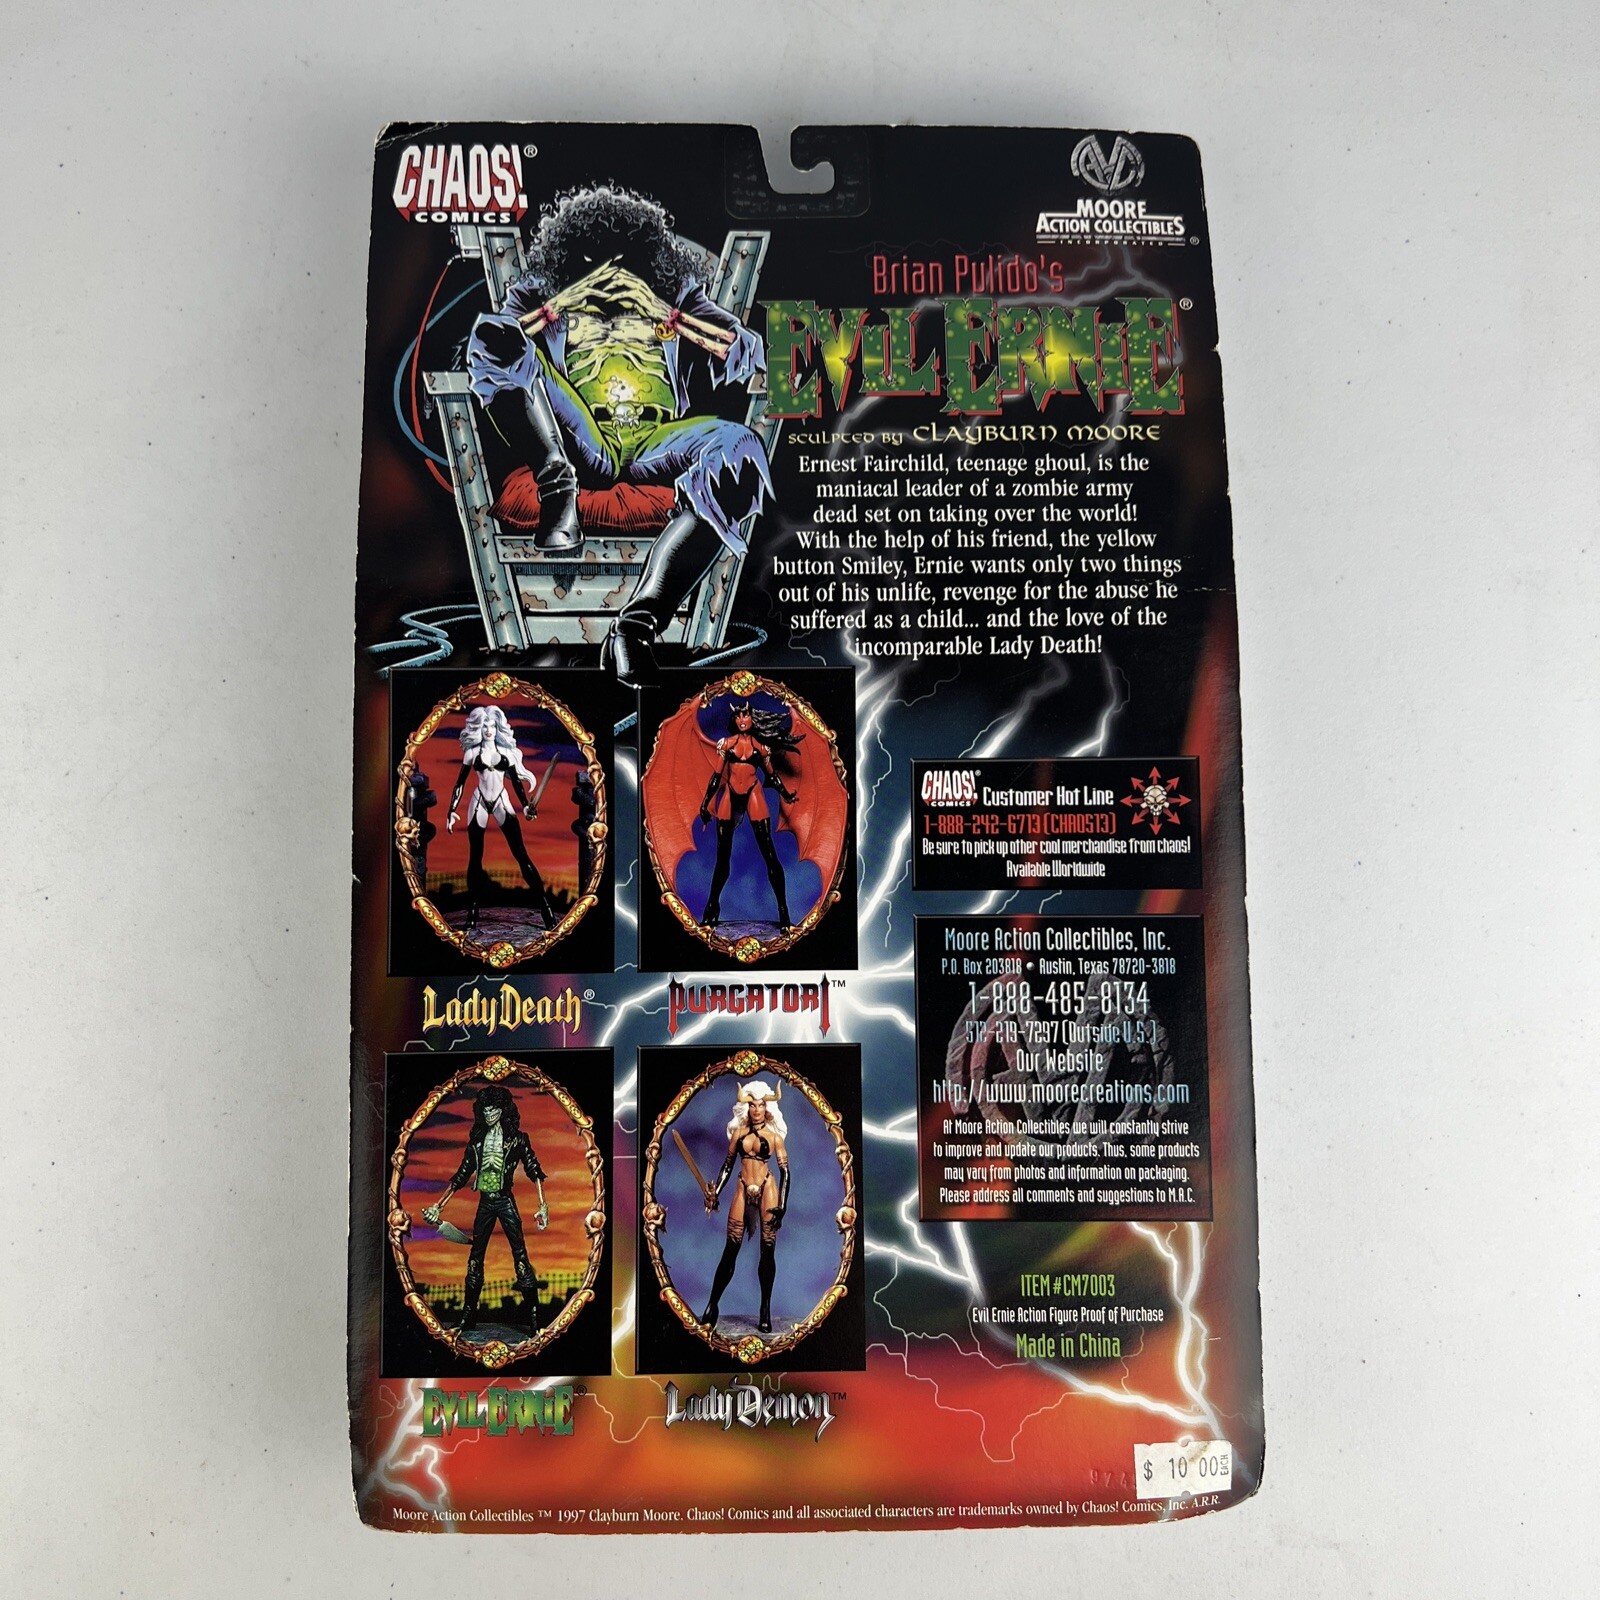 CHAOS!®
COMICS
MOORE
ACTION COLLECTIBLES
INCORPORATED ®
Brian Pulido's
EVIL ERNIE®
SCULPTED BY CLAYBURN MOORE
Ernest Fairchild, teenage ghoul, is the
maniacal leader of a zombie army
dead set on taking over the world!
With the help of his friend, the yellow
button Smiley, Ernie wants only two things
out of his unlife, revenge for the abuse he
suffered as a child... and the love of the
incomparable Lady Death!
Lady Death®
PURGATORI™
EVIL ERNIE®
Lady Demon™
CHAOS!®
COMICS
Customer Hot Line
1-888-242-6713 (CHAOS13)
Be sure to pick up other cool merchandise from chaos!
Available Worldwide
Moore Action Collectibles, Inc.
P.O. Box 203818 • Austin, Texas 78720-3818
1-888-485-8134
512-219-7297 (Outside U.S.)
Our Website
http://www.moorecreations.com
At Moore Action Collectibles we will constantly strive
to improve and update our products. Thus, some products
may vary from photos and information on packaging.
Please address all comments and suggestions to M.A.C.
ITEM #CM7003
Evil Ernie Action Figure Proof of Purchase
Made in China
$ 10 00 EACH
Moore Action Collectibles ™ 1997 Clayburn Moore. Chaos! Comics and all associated characters are trademarks owned by Chaos! Comics, Inc. A.R.R.